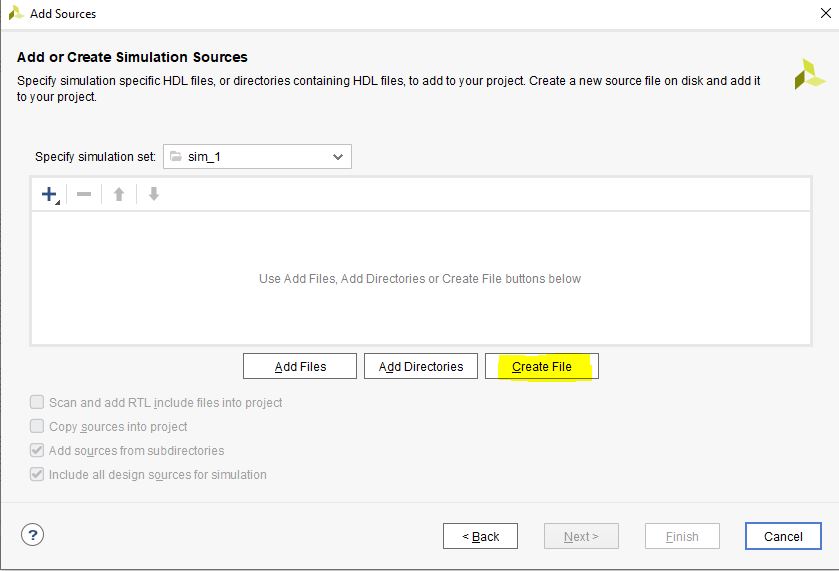 Add Sources
Add or Create Simulation Sources
Specify simulation specific HDL files, or directories containing HDL files, to add to your project. Create a new source file on disk and add it
to your project.
Specify simulation set: sim_1
Use Add Files, Add Directories or Create File buttons below
Add Files Add Directories Create File
Scan and add RTL include files into project
Copy sources into project
Add sources from subdirectories
Include all design sources for simulation
? < Back Next > Finish Cancel